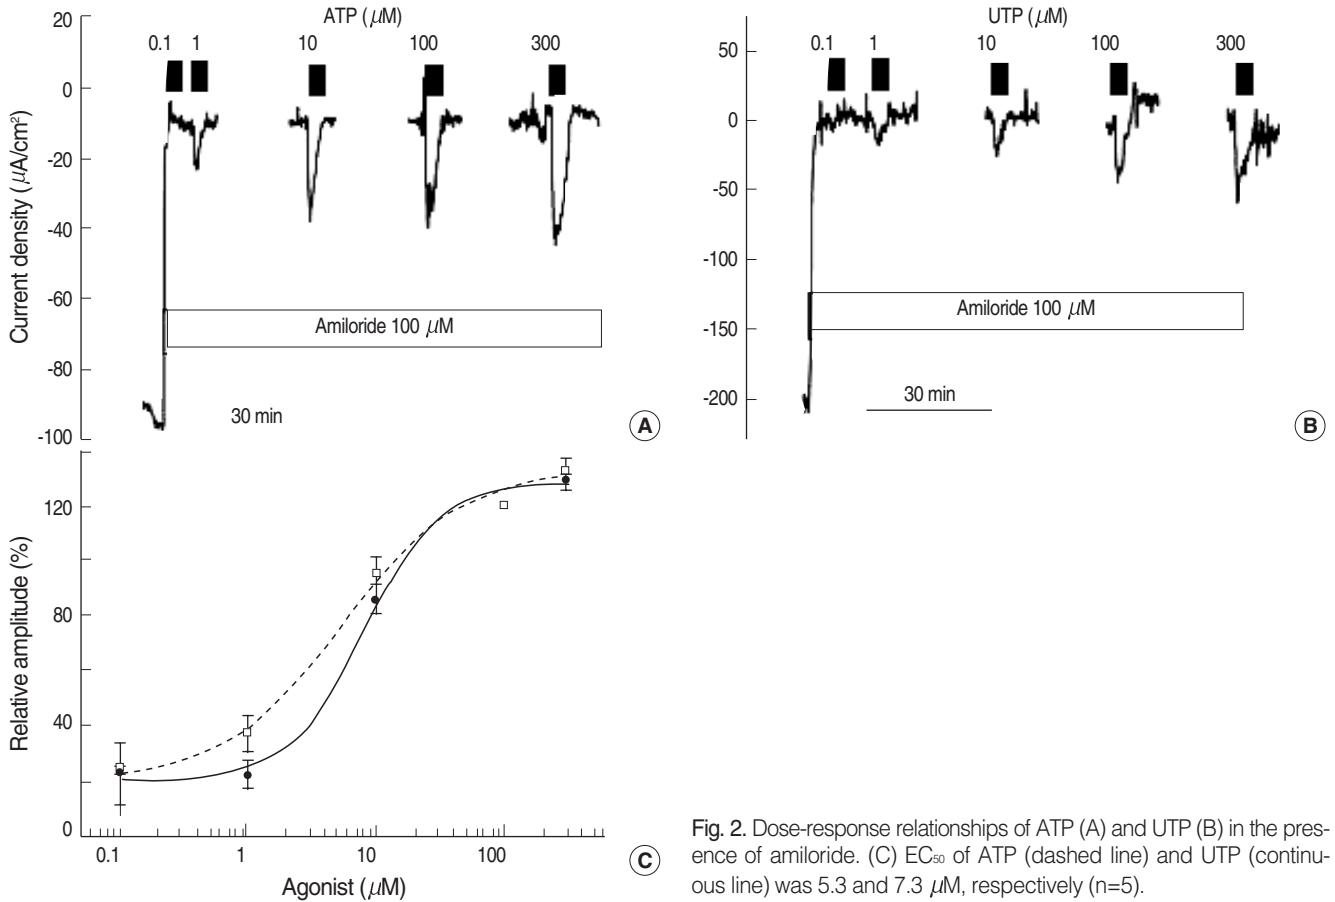 ATP (μM)
0.1 1 10 100 300
20
0
-20
-40
-60
-80
-100
Current density (μA/cm²)
Amiloride 100 μM
30 min
A
UTP (μM)
0.1 1 10 100 300
50
0
-50
-100
-150
-200
Amiloride 100 μM
30 min
B
120
80
40
0
Relative amplitude (%)
0.1 1 10 100
Agonist (μM)
C
Fig. 2. Dose-response relationships of ATP (A) and UTP (B) in the pres-
ence of amiloride. (C) EC₅₀ of ATP (dashed line) and UTP (continu-
ous line) was 5.3 and 7.3 μM, respectively (n=5).